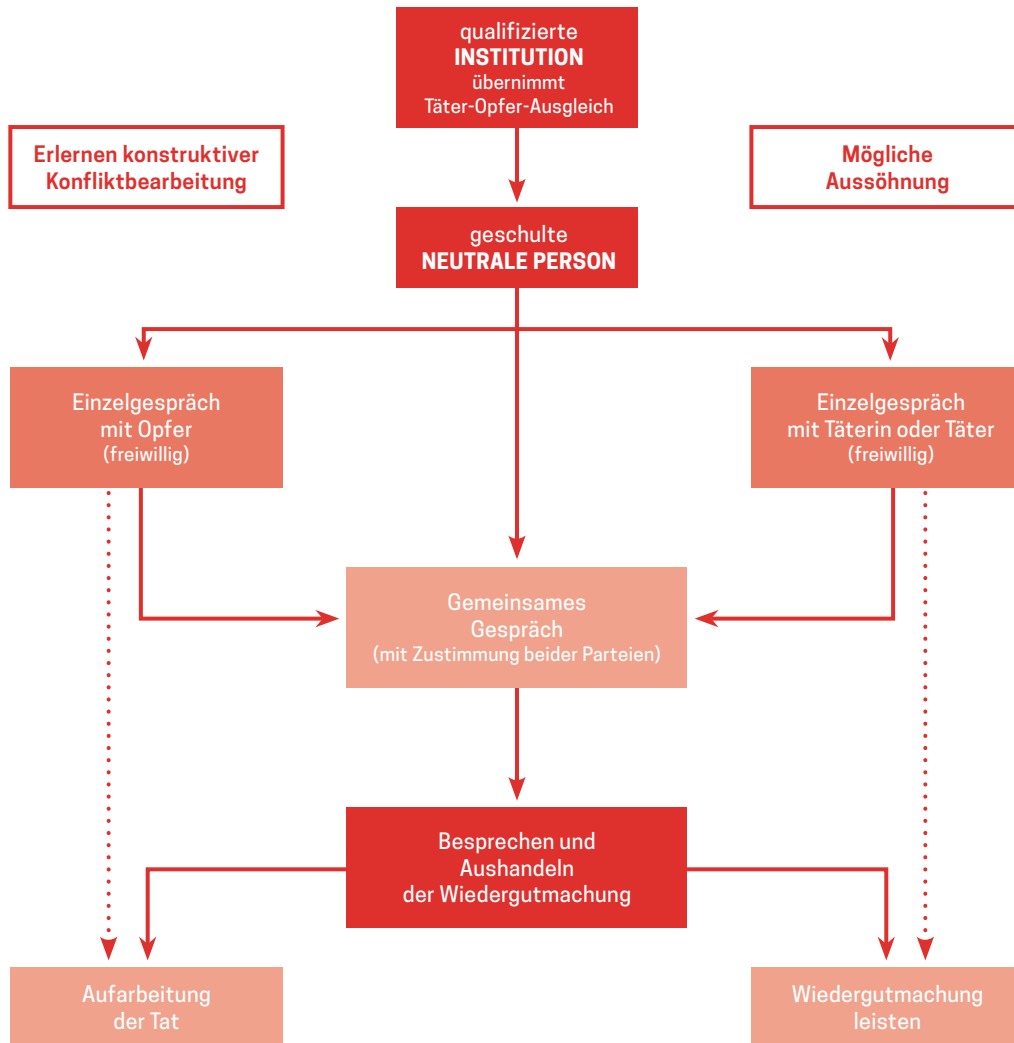 qualifizierte
INSTITUTION
übernimmt
Täter-Opfer-Ausgleich
Erlernen konstruktiver
Konfliktbearbeitung
Mögliche
Aussöhnung
geschulte
NEUTRALE PERSON
Einzelgespräch
mit Opfer
(freiwillig)
Einzelgespräch
mit Täterin oder Täter
(freiwillig)
Gemeinsames
Gespräch
(mit Zustimmung beider Parteien)
Besprechen und
Aushandeln
der Wiedergutmachung
Aufarbeitung
der Tat
Wiedergutmachung
leisten